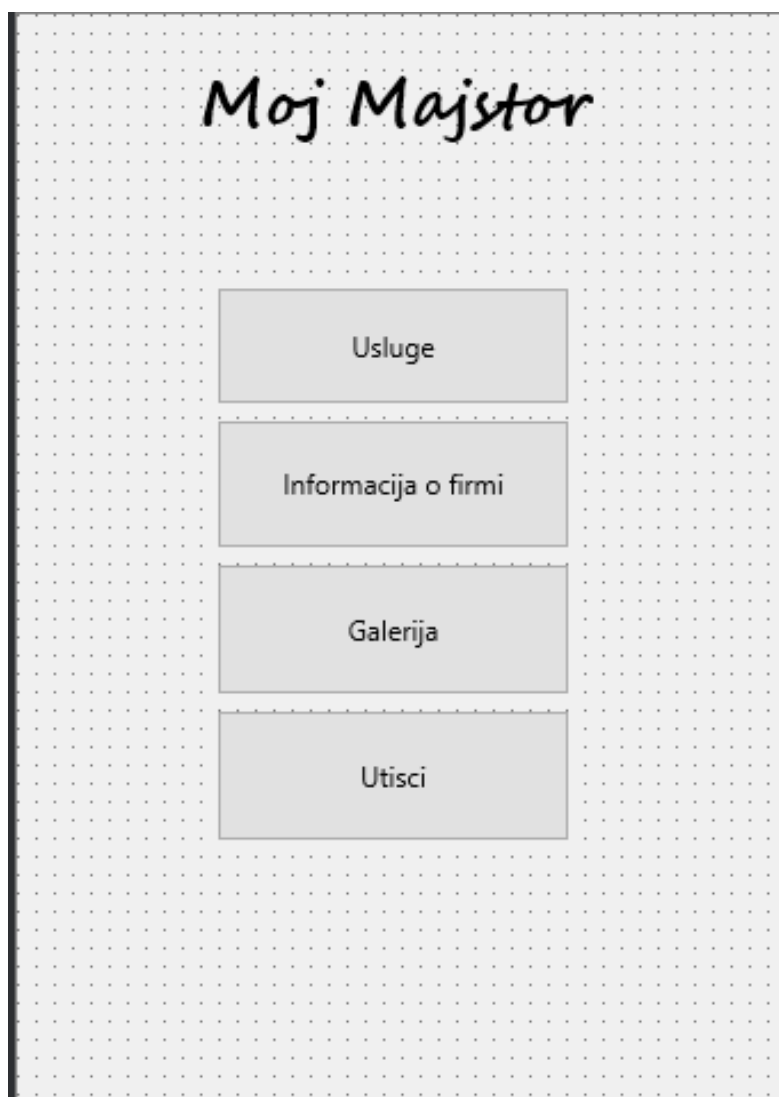 Moj Majstor
Usluge
Informacija o firmi
Galerija
Utisci